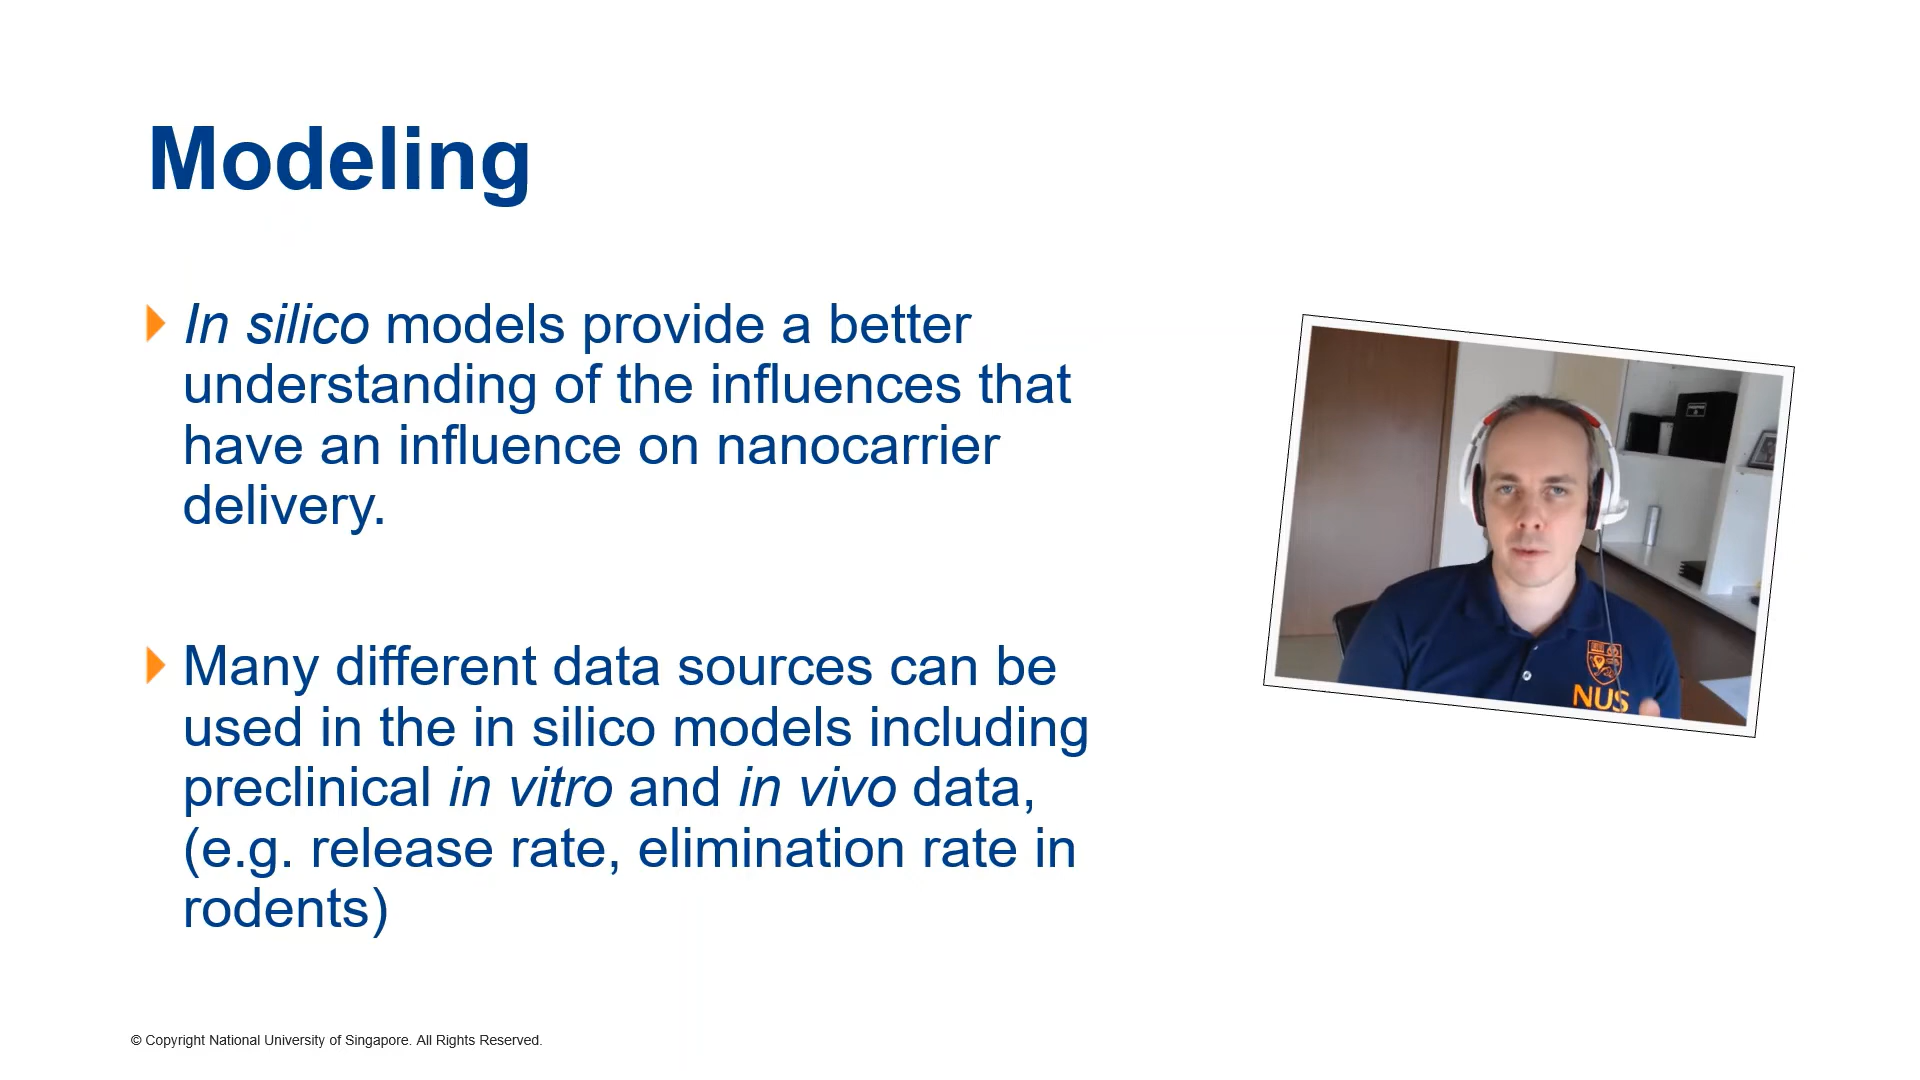 Modeling
In silico models provide a better
understanding of the influences that
have an influence on nanocarrier
delivery.
Many different data sources can be
used in the in silico models including
preclinical in vitro and in vivo data,
(e.g. release rate, elimination rate in
rodents)
NUS
© Copyright National University of Singapore. All Rights Reserved.